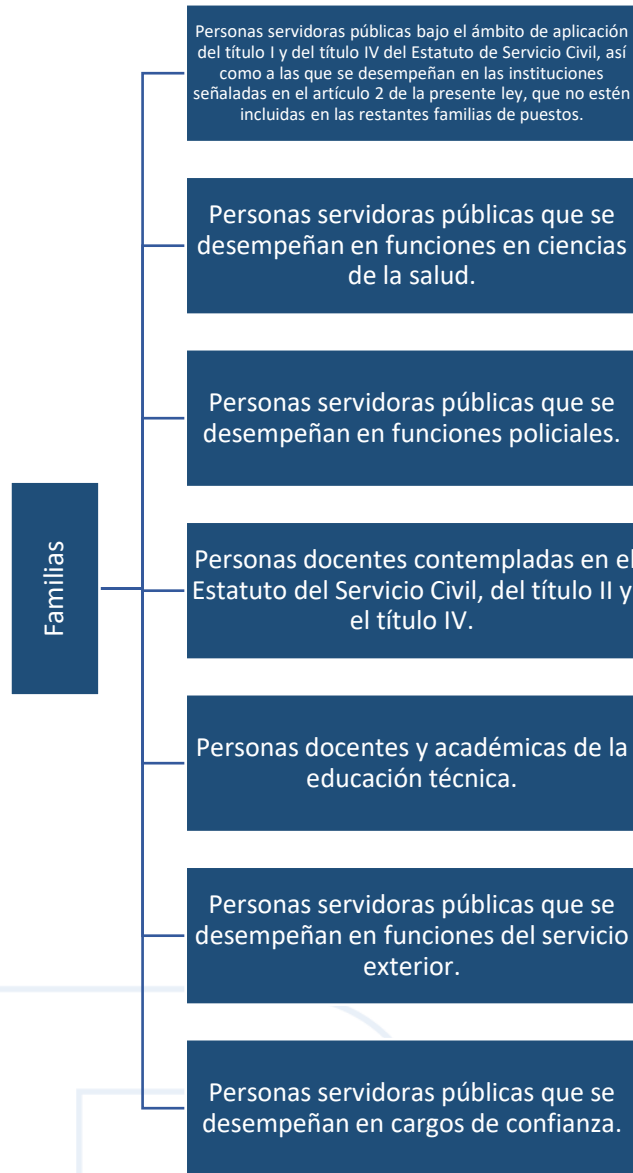 Familias
Personas servidoras públicas bajo el ámbito de aplicación
del título I y del título IV del Estatuto de Servicio Civil, así
como a las que se desempeñan en las instituciones
señaladas en el artículo 2 de la presente ley, que no estén
incluidas en las restantes familias de puestos.
Personas servidoras públicas que se
desempeñan en funciones en ciencias
de la salud.
Personas servidoras públicas que se
desempeñan en funciones policiales.
Personas docentes contempladas en el
Estatuto del Servicio Civil, del título II y
el título IV.
Personas docentes y académicas de la
educación técnica.
Personas servidoras públicas que se
desempeñan en funciones del servicio
exterior.
Personas servidoras públicas que se
desempeñan en cargos de confianza.